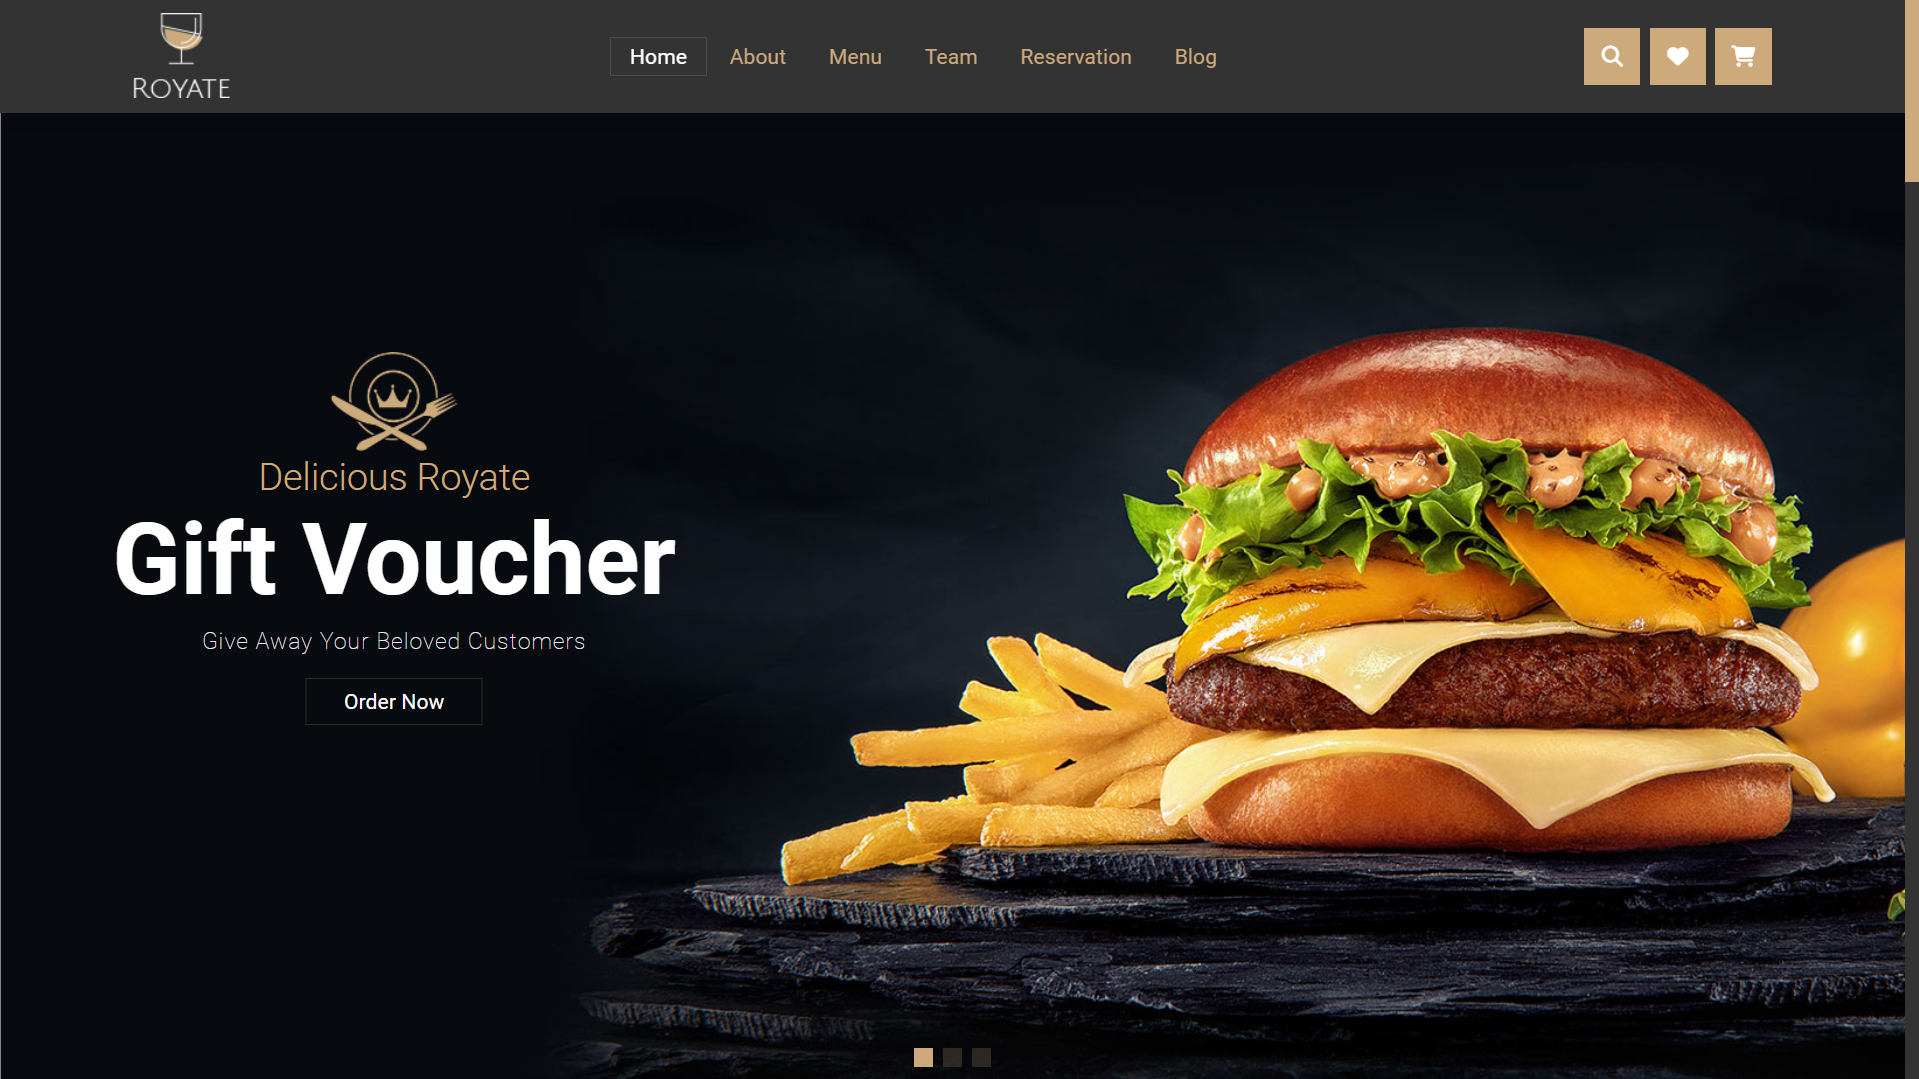 ROYATE
Home About Menu Team Reservation Blog
Delicious Royate
Gift Voucher
Give Away Your Beloved Customers
Order Now